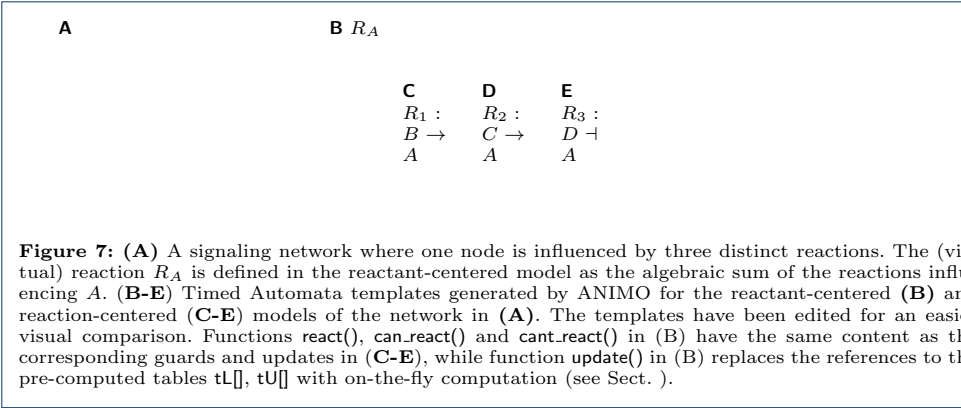 A
B R_A
C D E
R_1 : R_2 : R_3 :
B → C → D ⊣
A A A
Figure 7: (A) A signaling network where one node is influenced by three distinct reactions. The (vir
tual) reaction R_A is defined in the reactant-centered model as the algebraic sum of the reactions influ
encing A. (B-E) Timed Automata templates generated by ANIMO for the reactant-centered (B) an
reaction-centered (C-E) models of the network in (A). The templates have been edited for an easie
visual comparison. Functions react(), can_react() and cant_react() in (B) have the same content as th
corresponding guards and updates in (C-E), while function update() in (B) replaces the references to th
pre-computed tables tL[], tU[] with on-the-fly computation (see Sect. ).